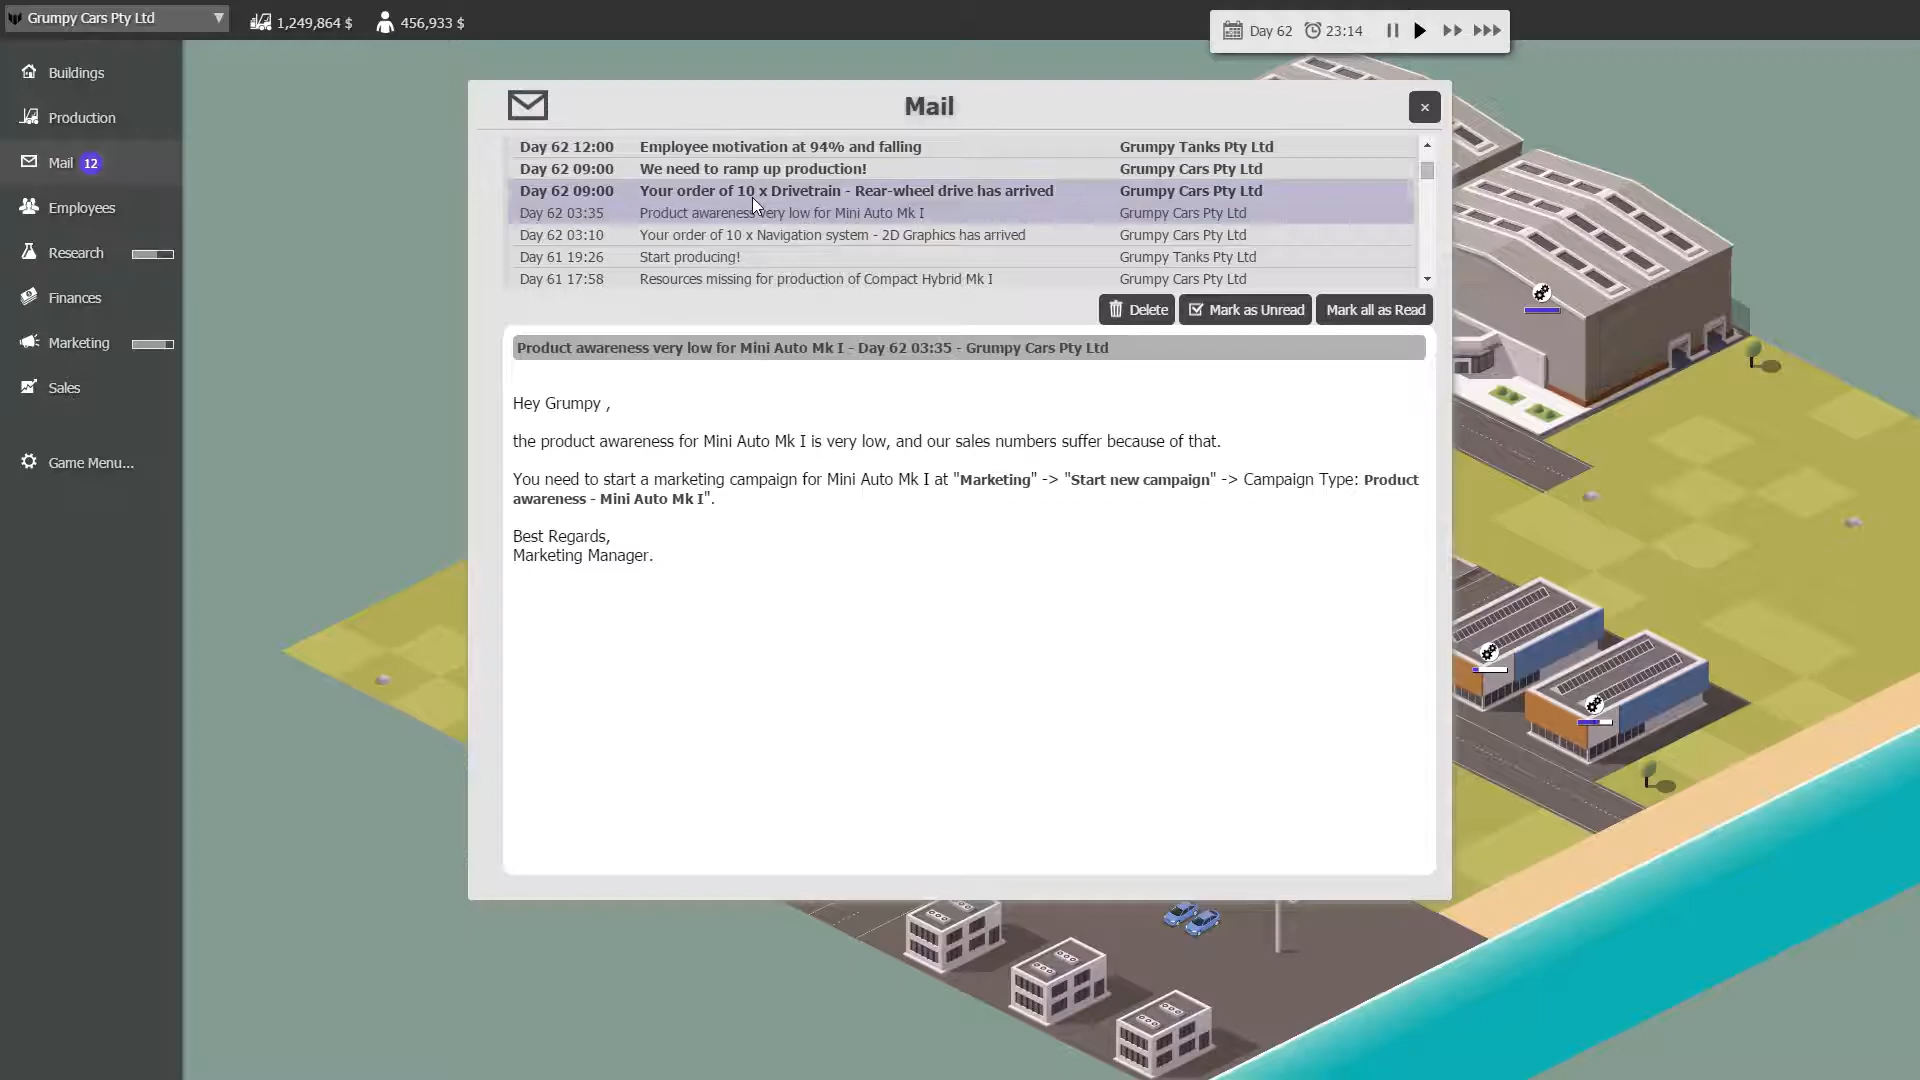 Grumpy Cars Pty Ltd
1,249,864 $
456,933 $
Day 62
23:14
Buildings
Production
Mail 12
Employees
Research
Finances
Marketing
Sales
Game Menu...
Mail
Day 62 12:00 Employee motivation at 94% and falling Grumpy Tanks Pty Ltd
Day 62 09:00 We need to ramp up production! Grumpy Cars Pty Ltd
Day 62 09:00 Your order of 10 x Drivetrain - Rear-wheel drive has arrived Grumpy Cars Pty Ltd
Day 62 03:35 Product awareness very low for Mini Auto Mk I Grumpy Cars Pty Ltd
Day 62 03:10 Your order of 10 x Navigation system - 2D Graphics has arrived Grumpy Cars Pty Ltd
Day 61 19:26 Start producing! Grumpy Tanks Pty Ltd
Day 61 17:58 Resources missing for production of Compact Hybrid Mk I Grumpy Cars Pty Ltd
Delete
Mark as Unread
Mark all as Read
Product awareness very low for Mini Auto Mk I - Day 62 03:35 - Grumpy Cars Pty Ltd
Hey Grumpy ,
the product awareness for Mini Auto Mk I is very low, and our sales numbers suffer because of that.
You need to start a marketing campaign for Mini Auto Mk I at "Marketing" -> "Start new campaign" -> Campaign Type: Product
awareness - Mini Auto Mk I".
Best Regards,
Marketing Manager.